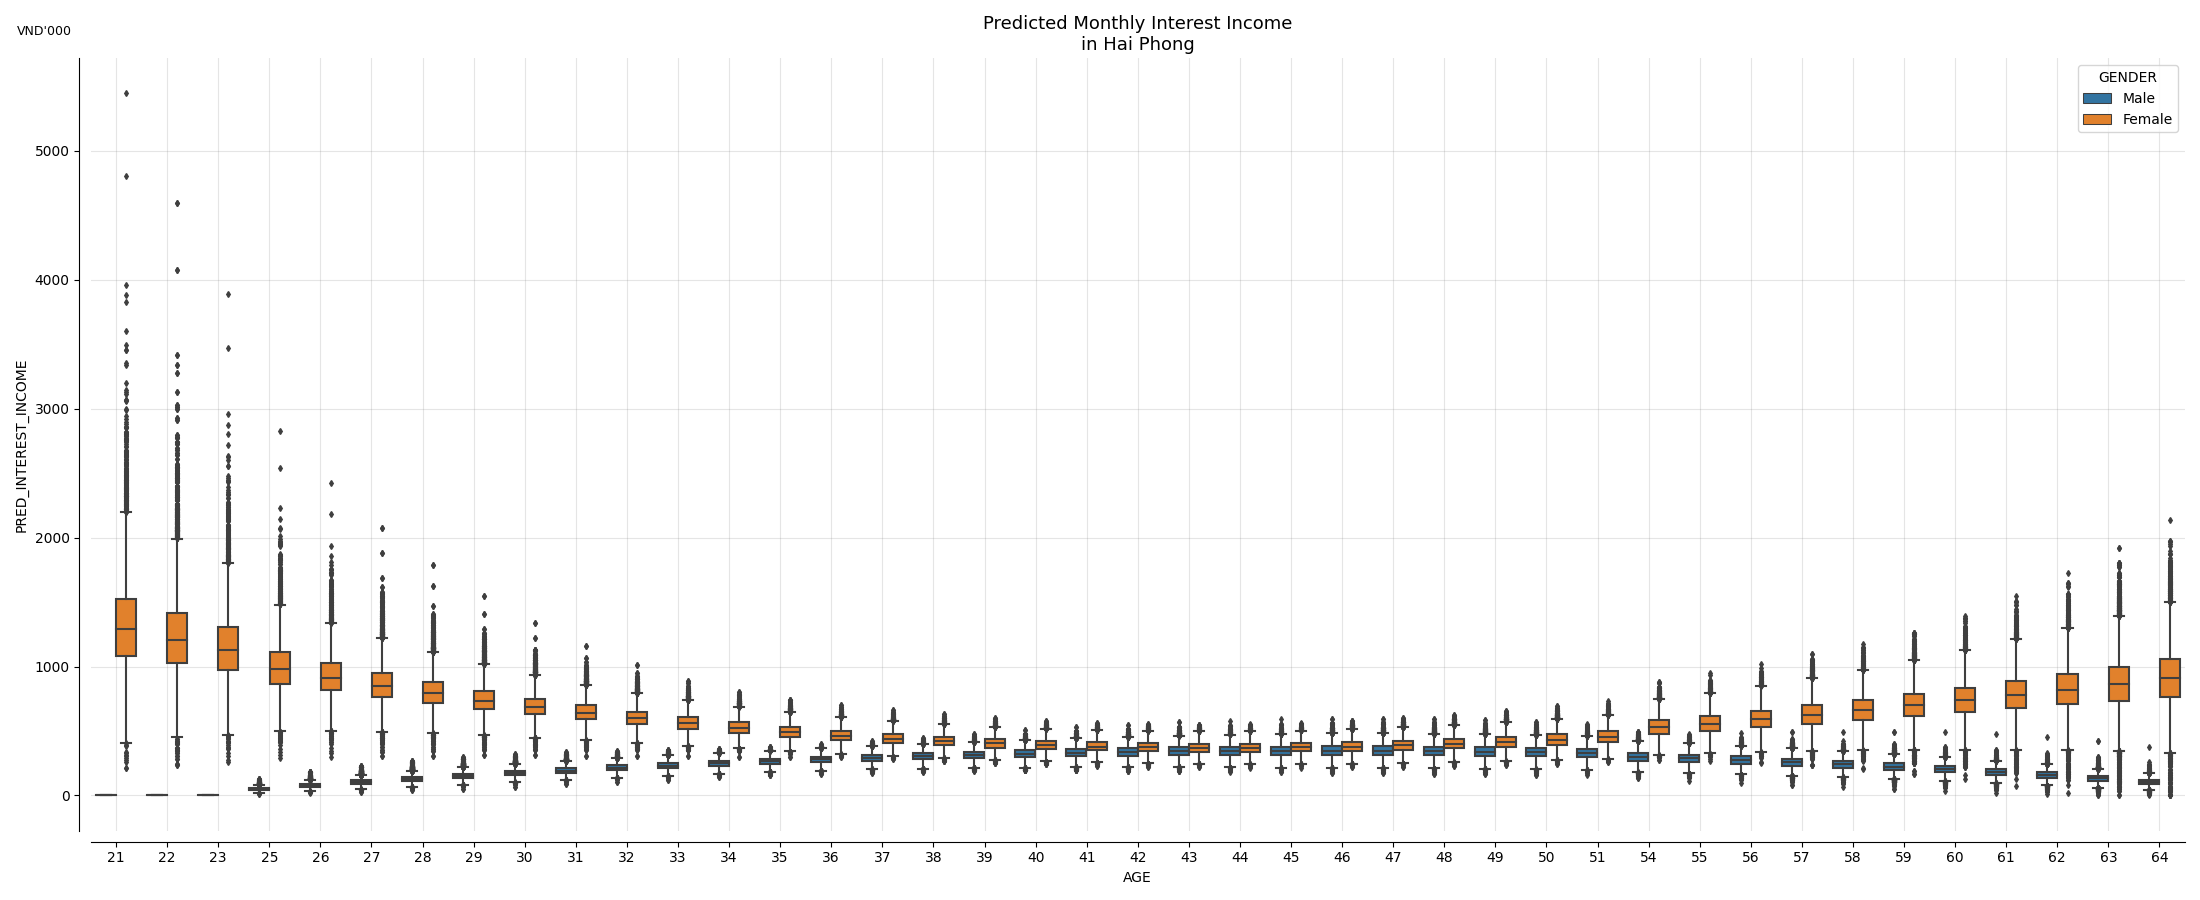 VND'000
Predicted Monthly Interest Income
in Hai Phong
GENDER
Male
Female
5000
4000
3000
2000
1000
0
PRED_INTEREST_INCOME
21 22 23 25 26 27 28 29 30 31 32 33 34 35 36 37 38 39 40 41 42 43 44 45 46 47 48 49 50 51 54 55 56 57 58 59 60 61 62 63 64
AGE